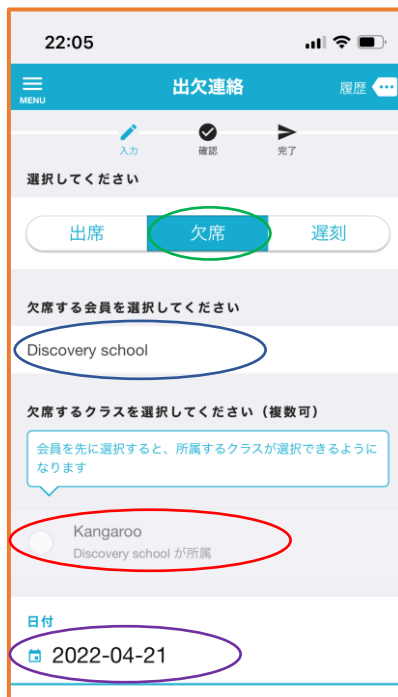 22:05
MENU
出欠連絡
履歴
入力
確認
完了
選択してください
出席
欠席
遅刻
欠席する会員を選択してください
Discovery school
欠席するクラスを選択してください（複数可）
会員を先に選択すると、所属するクラスが選択できるように
なります
Kangaroo
Discovery school が所属
日付
2022-04-21